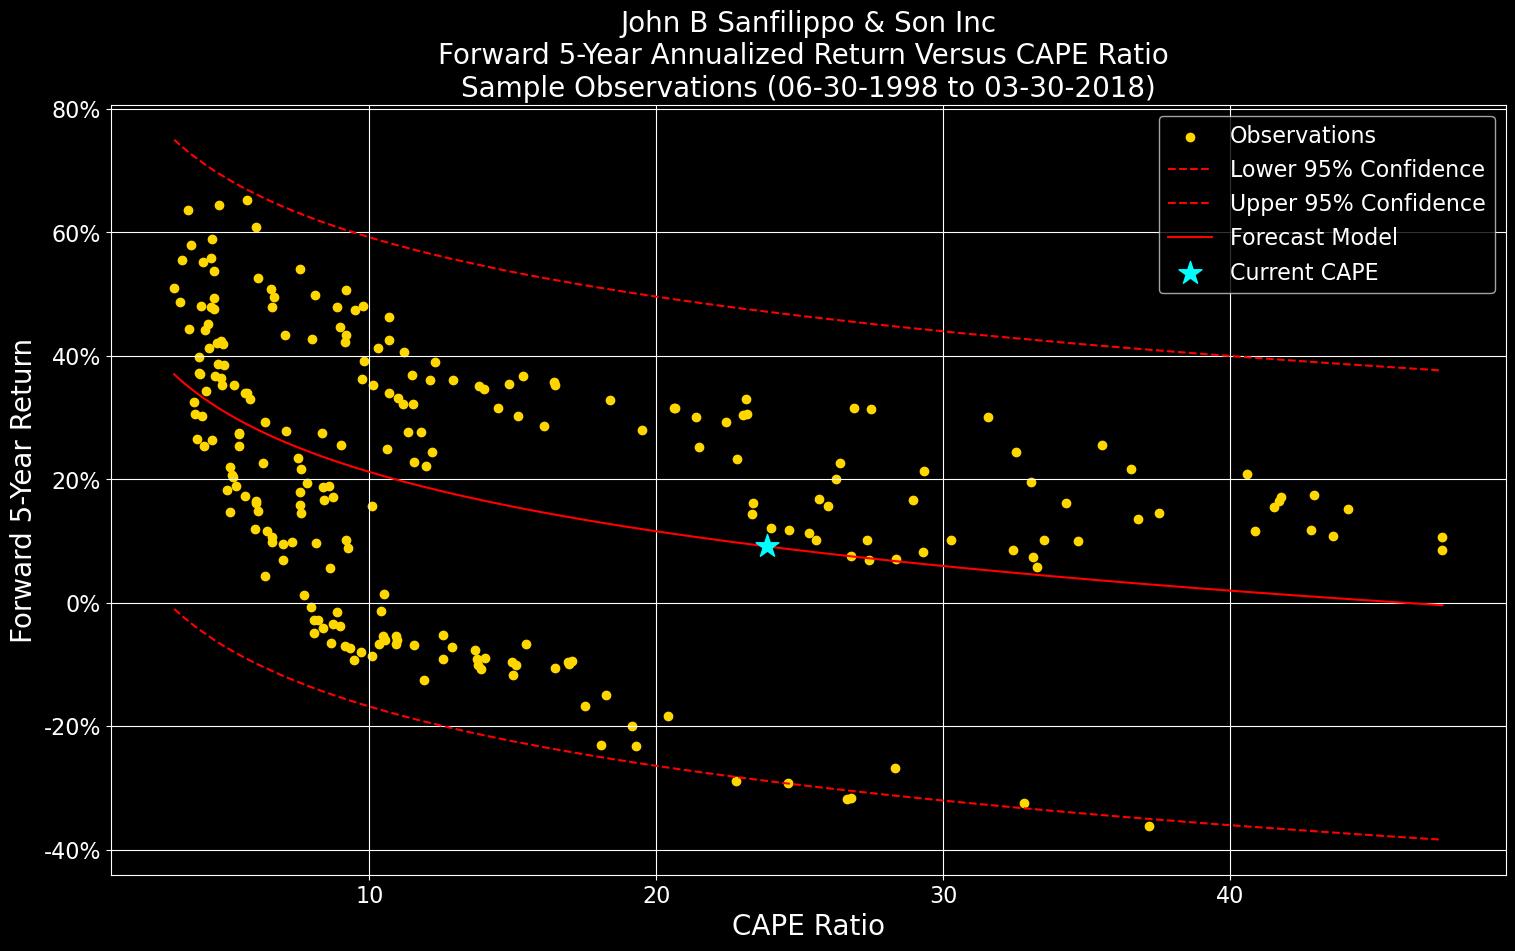 John B Sanfilippo & Son Inc
Forward 5-Year Annualized Return Versus CAPE Ratio
Sample Observations (06-30-1998 to 03-30-2018)
Observations
Lower 95% Confidence
Upper 95% Confidence
Forecast Model
Current CAPE
Forward 5-Year Return
80%
60%
40%
20%
0%
-20%
-40%
10
20
30
40
CAPE Ratio